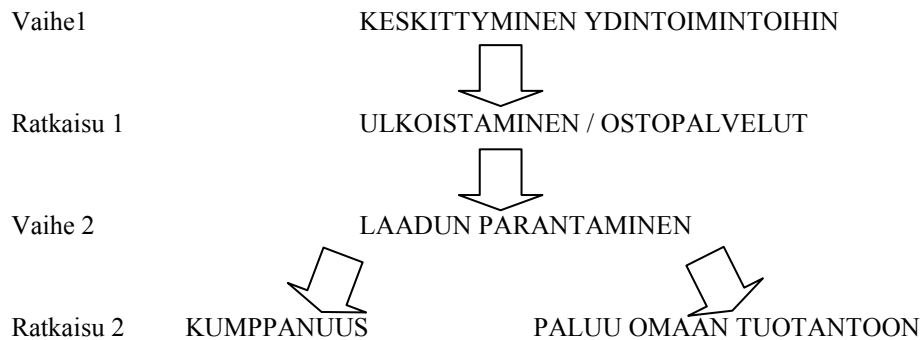 Vaihe1 KESKITTYMINEN YDINTOIMINTOIHIN
Ratkaisu 1 ULKOISTAMINEN / OSTOPALVELUT
Vaihe 2 LAADUN PARANTAMINEN
Ratkaisu 2 KUMPPANUUS PALUU OMAAN TUOTANTOON